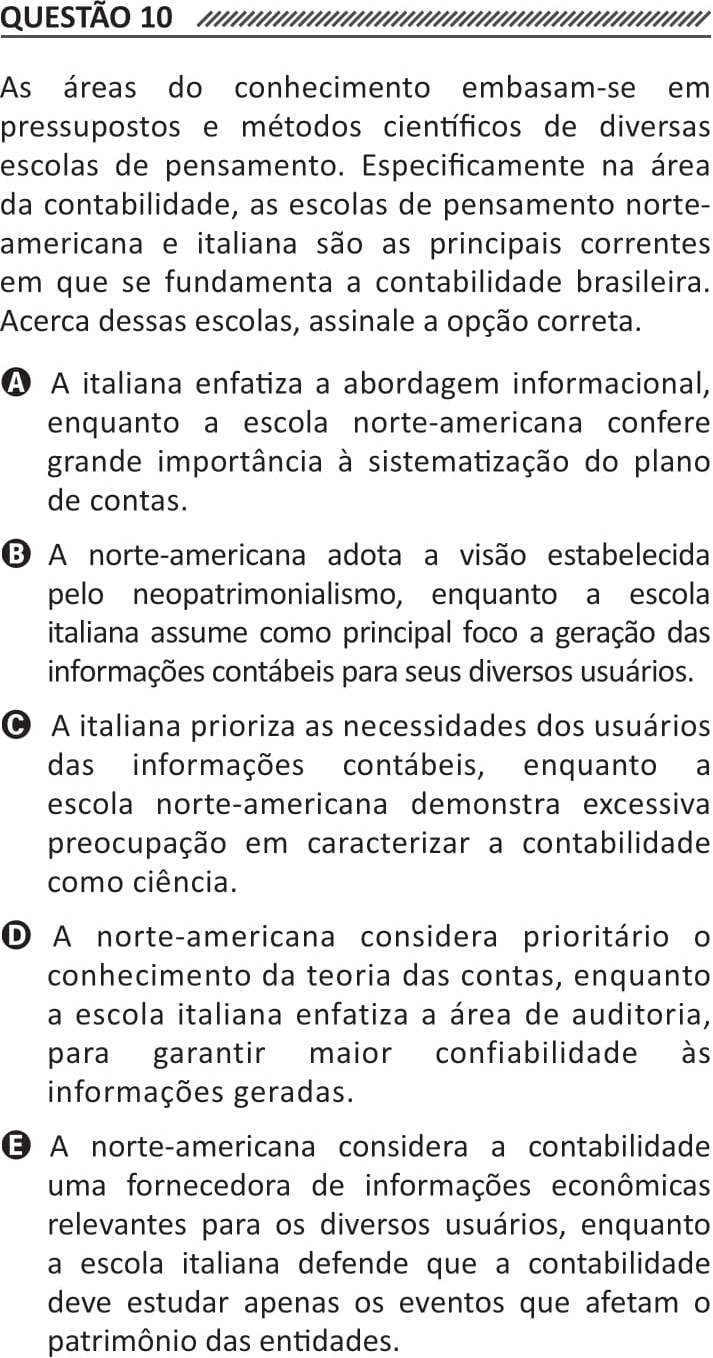 QUESTÃO 10
As áreas do conhecimento embasam-se em
pressupostos e métodos científicos de diversas
escolas de pensamento. Especificamente na área
da contabilidade, as escolas de pensamento norte-
americana e italiana são as principais correntes
em que se fundamenta a contabilidade brasileira.
Acerca dessas escolas, assinale a opção correta.
A A italiana enfatiza a abordagem informacional,
enquanto a escola norte-americana confere
grande importância à sistematização do plano
de contas.
B A norte-americana adota a visão estabelecida
pelo neopatrimonialismo, enquanto a escola
italiana assume como principal foco a geração das
informações contábeis para seus diversos usuários.
C A italiana prioriza as necessidades dos usuários
das informações contábeis, enquanto a
escola norte-americana demonstra excessiva
preocupação em caracterizar a contabilidade
como ciência.
D A norte-americana considera prioritário o
conhecimento da teoria das contas, enquanto
a escola italiana enfatiza a área de auditoria,
para garantir maior confiabilidade às
informações geradas.
E A norte-americana considera a contabilidade
uma fornecedora de informações econômicas
relevantes para os diversos usuários, enquanto
a escola italiana defende que a contabilidade
deve estudar apenas os eventos que afetam o
patrimônio das entidades.